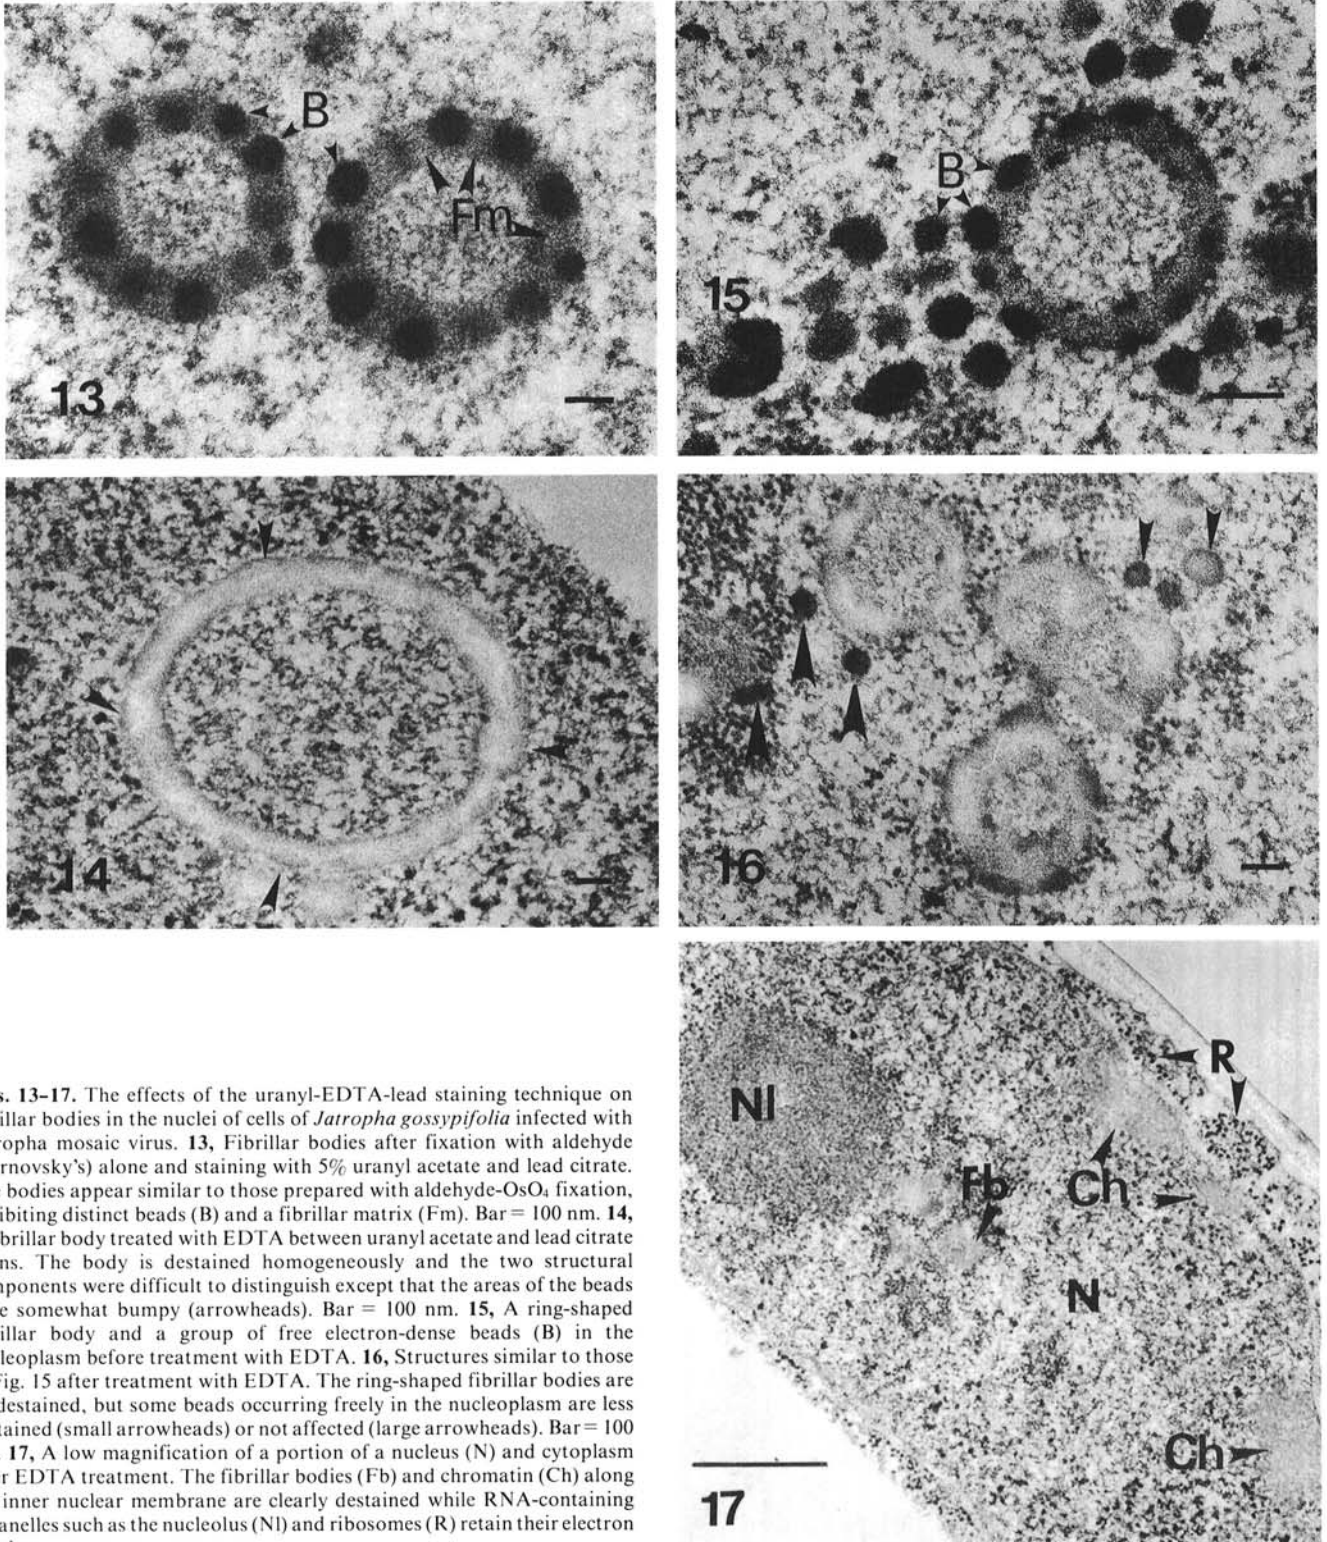 B
Fm
13
B
15
14
16
Nl
R
Fb
Ch
N
Ch
17
s. 13-17. The effects of the uranyl-EDTA-lead staining technique on
illar bodies in the nuclei of cells of Jatropha gossypifolia infected with
ropha mosaic virus. 13, Fibrillar bodies after fixation with aldehyde
rnovsky's) alone and staining with 5% uranyl acetate and lead citrate.
bodies appear similar to those prepared with aldehyde-OsO₄ fixation,
ibiting distinct beads (B) and a fibrillar matrix (Fm). Bar = 100 nm. 14,
ibrillar body treated with EDTA between uranyl acetate and lead citrate
ns. The body is destained homogeneously and the two structural
nponents were difficult to distinguish except that the areas of the beads
e somewhat bumpy (arrowheads). Bar = 100 nm. 15, A ring-shaped
illar body and a group of free electron-dense beads (B) in the
leoplasm before treatment with EDTA. 16, Structures similar to those
Fig. 15 after treatment with EDTA. The ring-shaped fibrillar bodies are
destained, but some beads occurring freely in the nucleoplasm are less
tained (small arrowheads) or not affected (large arrowheads). Bar = 100
17, A low magnification of a portion of a nucleus (N) and cytoplasm
r EDTA treatment. The fibrillar bodies (Fb) and chromatin (Ch) along
inner nuclear membrane are clearly destained while RNA-containing
anelles such as the nucleolus (Nl) and ribosomes (R) retain their electron